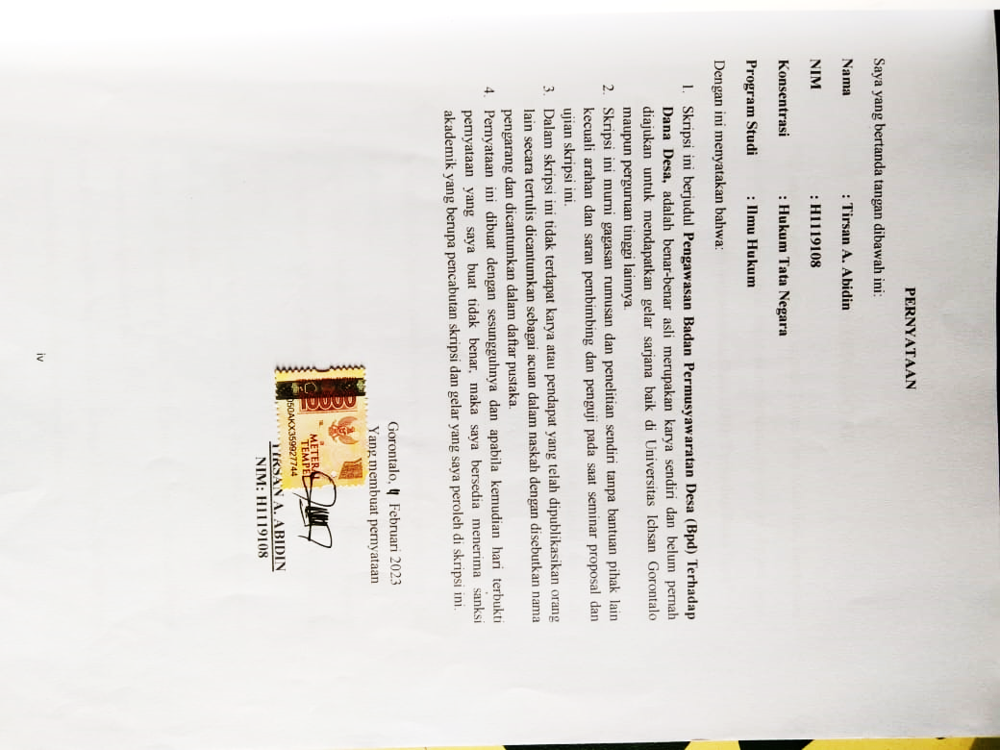 PERNYATAAN
Saya yang bertanda tangan dibawah ini:
Nama : Tirsan A. Abidin
NIM : H1119108
Konsentrasi : Hukum Tata Negara
Program Studi : Ilmu Hukum
Dengan ini menyatakan bahwa:
1. Skripsi ini berjudul Pengawasan Badan Permusyawaratan Desa (Bpd) Terhadap
Dana Desa, adalah benar-benar asli merupakan karya sendiri dan belum pernah
diajukan untuk mendapatkan gelar sarjana baik di Universitas Ichsan Gorontalo
maupun perguruan tinggi lainnya.
2. Skripsi ini murni gagasan rumusan dan penelitian sendiri tanpa bantuan pihak lain
kecuali arahan dan saran pembimbing dan penguji pada saat seminar proposal dan
ujian skripsi ini.
3. Dalam skripsi ini tidak terdapat karya atau pendapat yang telah dipublikasikan orang
lain secara tertulis dicantumkan sebagai acuan dalam naskah dengan disebutkan nama
pengarang dan dicantumkan dalam daftar pustaka.
4. Pernyataan ini dibuat dengan sesungguhnya dan apabila kemudian hari terbukti
pernyataan yang saya buat tidak benar, maka saya bersedia menerima sanksi
akademik yang berupa pencabutan skripsi dan gelar yang saya peroleh di skripsi ini.
Gorontalo, Februari 2023
Yang membuat pernyataan
METERAI
TEMPEL
050AKX359927744
TIRSAN A. ABIDIN
NIM: H1119108
iv